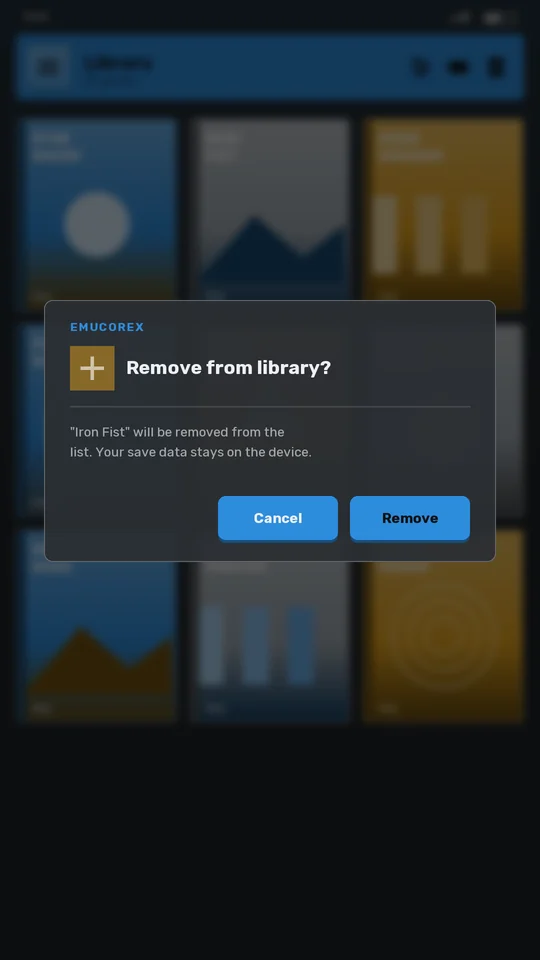 EMUCOREX
Remove from library?
"Iron Fist" will be removed from the
list. Your save data stays on the device.
Cancel
Remove